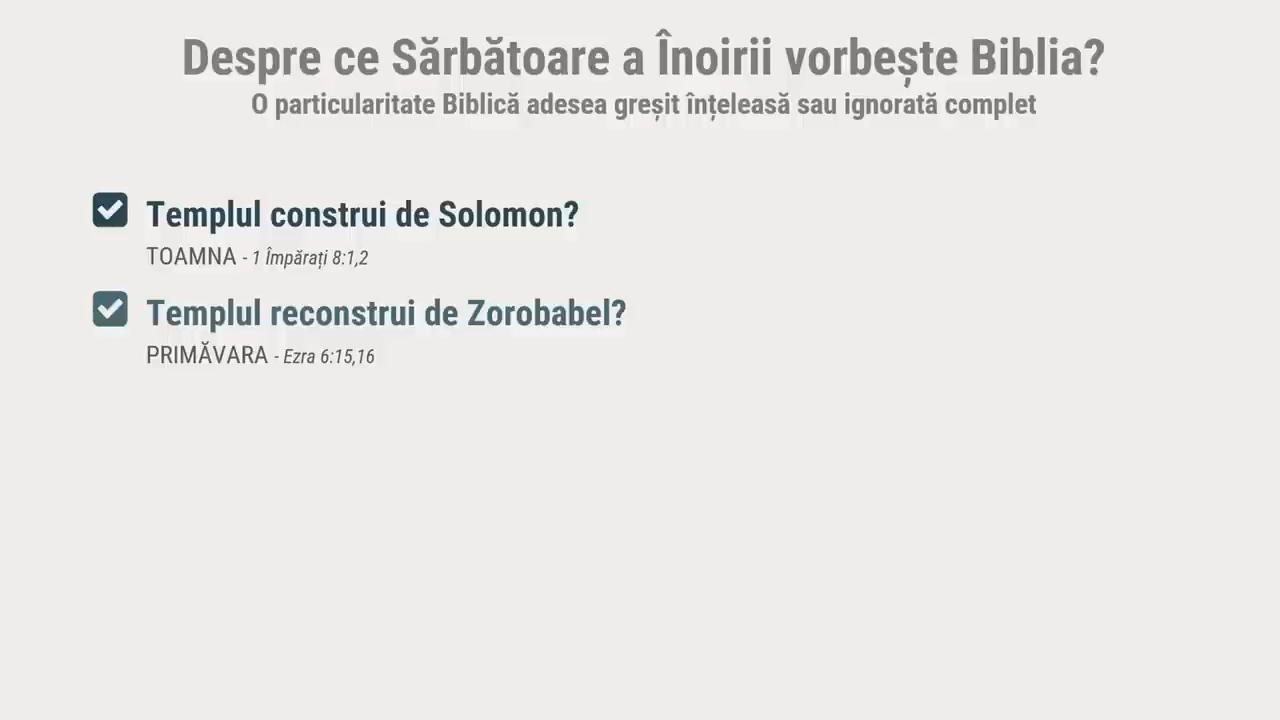 Despre ce Sărbătoare a Înoirii vorbește Biblia?
O particularitate Biblică adesea greșit înțeleasă sau ignorată complet
Templul construi de Solomon?
TOAMNA - 1 Împărați 8:1,2
Templul reconstrui de Zorobabel?
PRIMĂVARA - Ezra 6:15,16